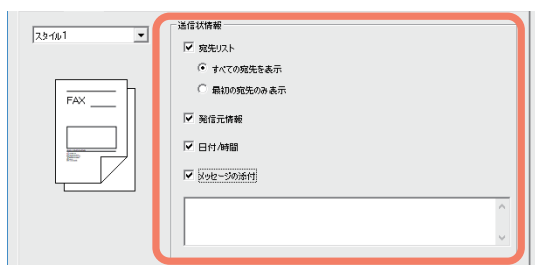 スタイル1
FAX
送信状情報
宛先リスト
すべての宛先を表示
最初の宛先のみ表示
発信元情報
日付/時間
メッセージの添付